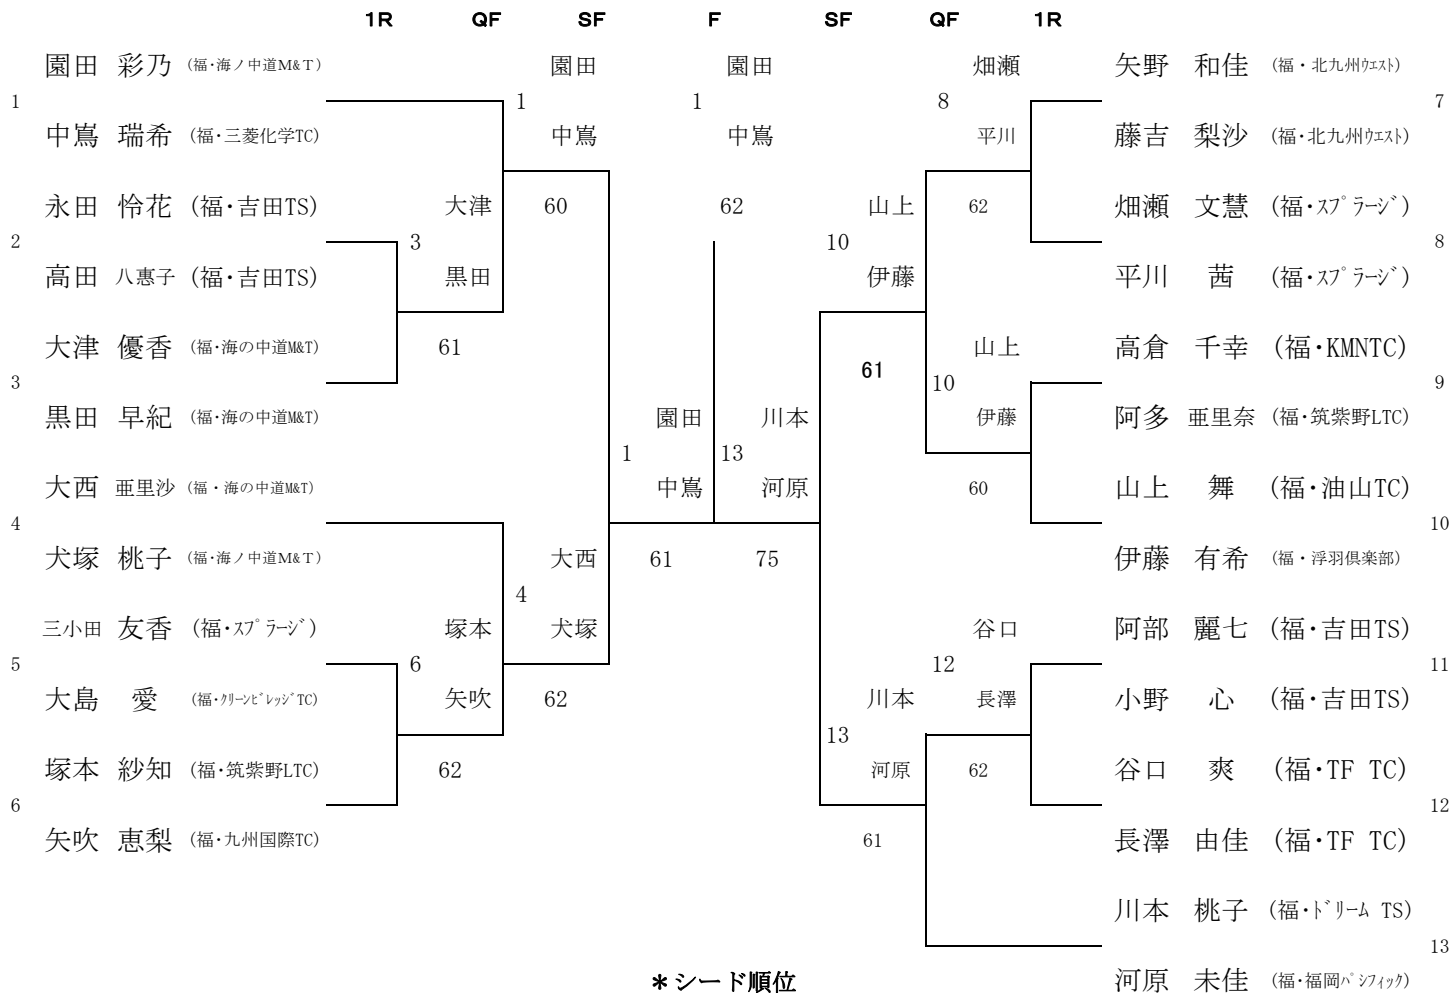 1R QF SF F SF QF 1R
園田 彩乃 (福・海ノ中道M&T) 園田 園田 畑瀬 矢野 和佳 (福・北九州ウエスト)
1 1 1 8 7
中嶌 瑞希 (福・三菱化学TC) 中嶌 中嶌 平川 藤吉 梨沙 (福・北九州ウエスト)
永田 怜花 (福・吉田TS) 大津 60 62 山上 62 畑瀬 文慧 (福・スプラージ)
2 3 10 8
高田 八惠子 (福・吉田TS) 黒田 伊藤 平川 茜 (福・スプラージ)
大津 優香 (福・海の中道M&T) 61 山上 高倉 千幸 (福・KMNTC)
3 61 10 9
黒田 早紀 (福・海の中道M&T) 園田 川本 伊藤 阿多 亜里奈 (福・筑紫野LTC)
1 13
大西 亜里沙 (福・海の中道M&T) 中嶌 河原 60 山上 舞 (福・油山TC)
4 10
犬塚 桃子 (福・海ノ中道M&T) 大西 61 75 伊藤 有希 (福・浮羽倶楽部)
4
三小田 友香 (福・スプラージ) 塚本 犬塚 谷口 阿部 麗七 (福・吉田TS)
5 6 12 11
大島 愛 (福・クリーンビレッジTC) 矢吹 62 川本 長澤 小野 心 (福・吉田TS)
13
塚本 紗知 (福・筑紫野LTC) 62 河原 62 谷口 爽 (福・TF TC)
6 12
矢吹 恵梨 (福・九州国際TC) 61 長澤 由佳 (福・TF TC)
川本 桃子 (福・ドリーム TS)
13
＊シード順位 河原 未佳 (福・福岡パシフィック)